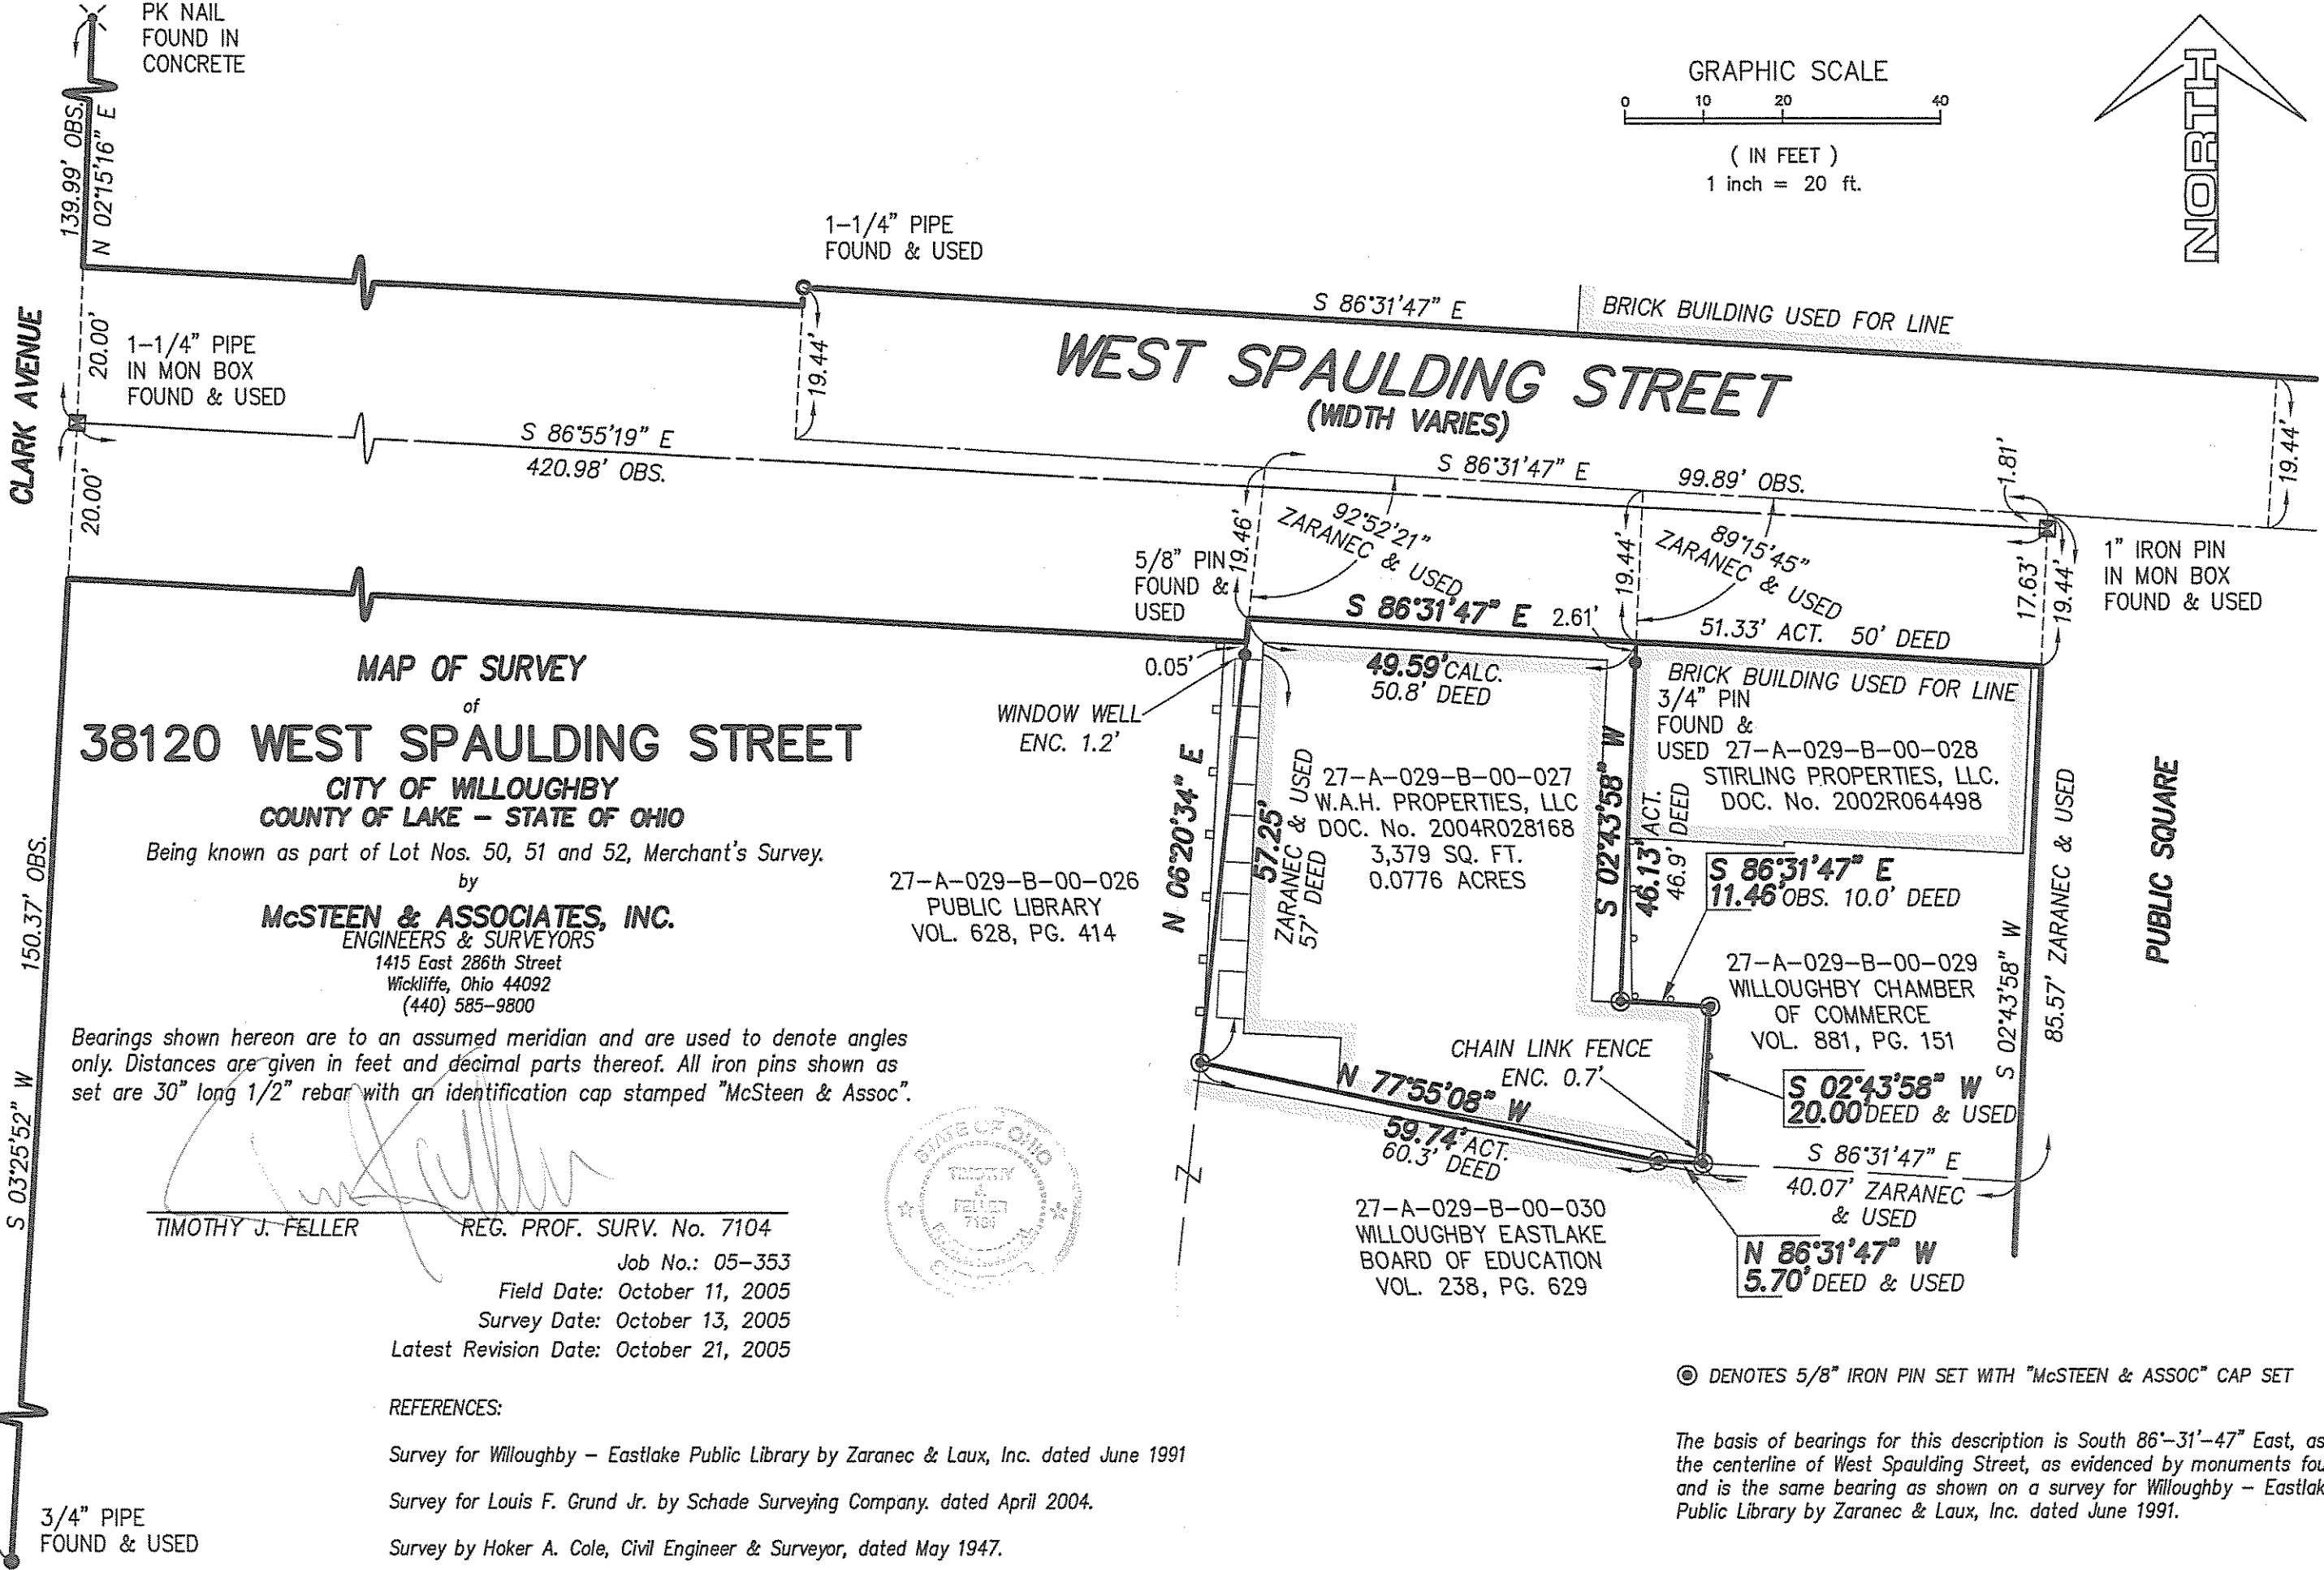 PK NAIL
FOUND IN
CONCRETE
139.99' OBS.
N 02°15'16" E
GRAPHIC SCALE
0 10 20 40
( IN FEET )
1 inch = 20 ft.
NORTH
1-1/4" PIPE
FOUND & USED
S 86°31'47" E
BRICK BUILDING USED FOR LINE
CLARK AVENUE
20.00'
1-1/4" PIPE
IN MON BOX
FOUND & USED
20.00'
19.44'
WEST SPAULDING STREET
(WIDTH VARIES)
S 86°55'19" E
420.98' OBS.
S 86°31'47" E
99.89' OBS.
1.81'
19.44'
19.46'
92°52'21"
ZARANEC & USED
19.44'
89°15'45"
ZARANEC & USED
17.63'
19.44'
1" IRON PIN
IN MON BOX
FOUND & USED
5/8" PIN
FOUND &
USED
S 86°31'47" E
2.61'
51.33' ACT. 50' DEED
0.05'
49.59' CALC.
50.8' DEED
BRICK BUILDING USED FOR LINE
3/4" PIN
FOUND &
USED 27-A-029-B-00-028
STIRLING PROPERTIES, LLC.
DOC. No. 2002R064498
WINDOW WELL
ENC. 1.2'
MAP OF SURVEY
of
38120 WEST SPAULDING STREET
CITY OF WILLOUGHBY
COUNTY OF LAKE – STATE OF OHIO
Being known as part of Lot Nos. 50, 51 and 52, Merchant's Survey.
by
McSTEEN & ASSOCIATES, INC.
ENGINEERS & SURVEYORS
1415 East 286th Street
Wickliffe, Ohio 44092
(440) 585-9800
Bearings shown hereon are to an assumed meridian and are used to denote angles
only. Distances are given in feet and decimal parts thereof. All iron pins shown as
set are 30" long 1/2" rebar with an identification cap stamped "McSteen & Assoc".
150.37' OBS.
S 03°25'52" W
27-A-029-B-00-026
PUBLIC LIBRARY
VOL. 628, PG. 414
N 06°20'34" E
57.25'
ZARANEC & USED
57' DEED
27-A-029-B-00-027
W.A.H. PROPERTIES, LLC
DOC. No. 2004R028168
3,379 SQ. FT.
0.0776 ACRES
S 02°43'58" W
46.13' ACT.
46.9' DEED
S 86°31'47" E
11.46' OBS. 10.0' DEED
27-A-029-B-00-029
WILLOUGHBY CHAMBER
OF COMMERCE
VOL. 881, PG. 151
S 02°43'58" W
85.57' ZARANEC & USED
PUBLIC SQUARE
CHAIN LINK FENCE
ENC. 0.7'
S 02°43'58" W
20.00' DEED & USED
N 77°55'08" W
59.74' ACT.
60.3' DEED
S 86°31'47" E
40.07' ZARANEC
& USED
N 86°31'47" W
5.70' DEED & USED
27-A-029-B-00-030
WILLOUGHBY EASTLAKE
BOARD OF EDUCATION
VOL. 238, PG. 629
STATE OF OHIO
TIMOTHY
J.
FELLER
7104
TIMOTHY J. FELLER REG. PROF. SURV. No. 7104
Job No.: 05-353
Field Date: October 11, 2005
Survey Date: October 13, 2005
Latest Revision Date: October 21, 2005
REFERENCES:
Survey for Willoughby – Eastlake Public Library by Zaranec & Laux, Inc. dated June 1991
Survey for Louis F. Grund Jr. by Schade Surveying Company. dated April 2004.
Survey by Hoker A. Cole, Civil Engineer & Surveyor, dated May 1947.
3/4" PIPE
FOUND & USED
DENOTES 5/8" IRON PIN SET WITH "McSTEEN & ASSOC" CAP SET
The basis of bearings for this description is South 86°-31'-47" East, as
the centerline of West Spaulding Street, as evidenced by monuments fou
and is the same bearing as shown on a survey for Willoughby – Eastlak
Public Library by Zaranec & Laux, Inc. dated June 1991.